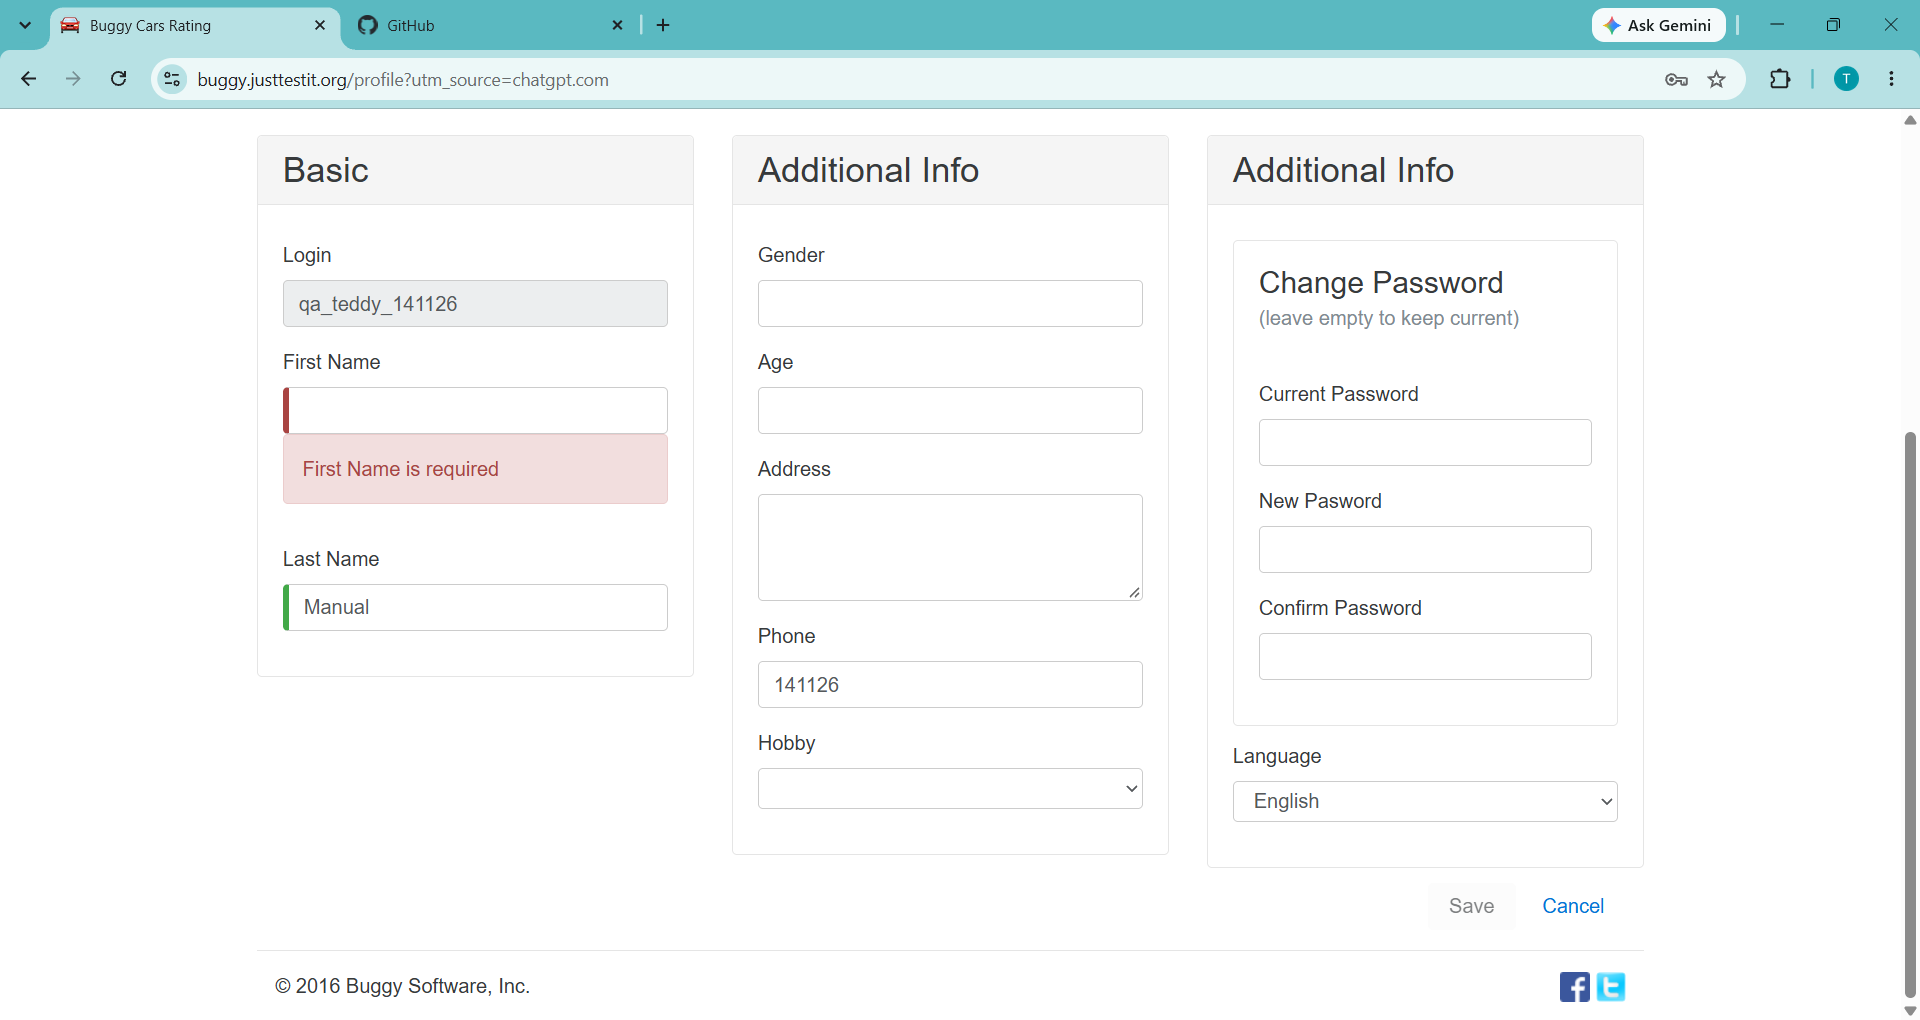 Buggy Cars Rating
GitHub
Ask Gemini
buggy.justtestit.org/profile?utm_source=chatgpt.com
T
Basic
Login
qa_teddy_141126
First Name
First Name is required
Last Name
Manual
Additional Info
Gender
Age
Address
Phone
141126
Hobby
Additional Info
Change Password
(leave empty to keep current)
Current Password
New Pasword
Confirm Password
Language
English
Save
Cancel
© 2016 Buggy Software, Inc.